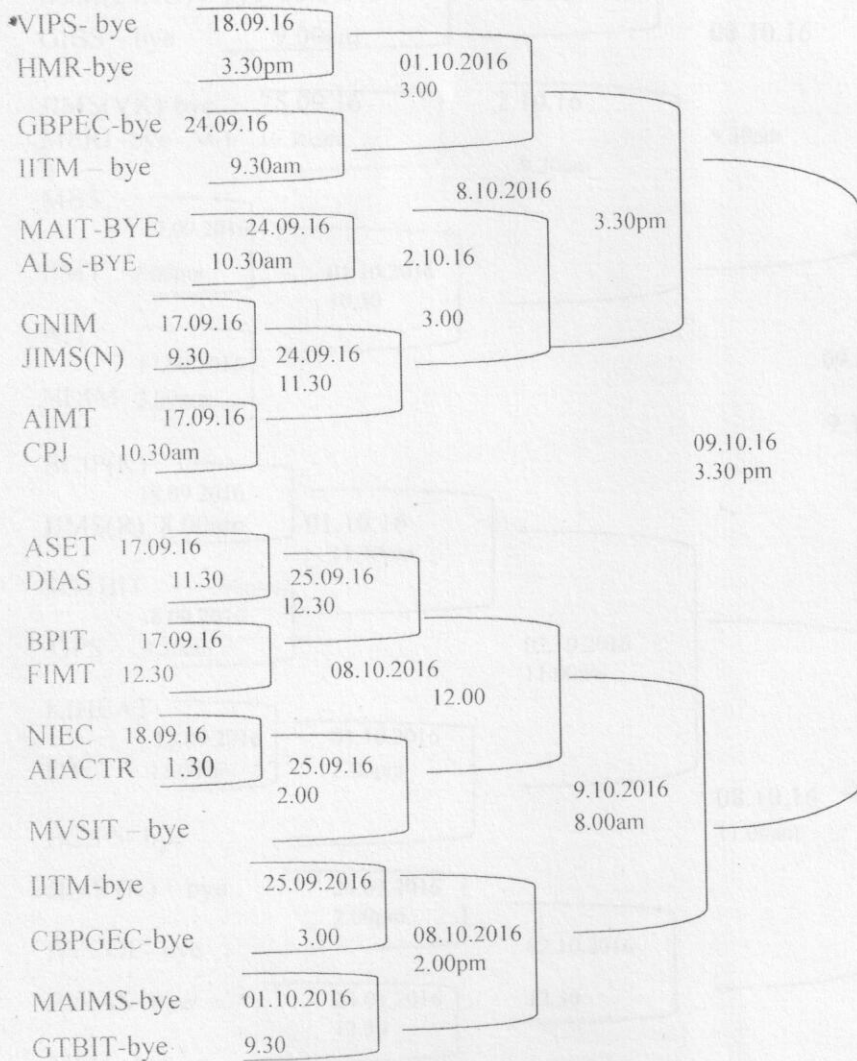 *VIPS- bye 18.09.16
HMR-bye 3.30pm 01.10.2016
3.00
GBPEC-bye 24.09.16
IITM – bye 9.30am
8.10.2016
3.30pm
MAIT-BYE 24.09.16
ALS -BYE 10.30am 2.10.16
GNIM 17.09.16 3.00
JIMS(N) 9.30 24.09.16
11.30
AIMT 17.09.16
CPJ 10.30am
09.10.16
3.30 pm
ASET 17.09.16
DIAS 11.30 25.09.16
12.30
BPIT 17.09.16
FIMT 12.30 08.10.2016
12.00
NIEC 18.09.16
AIACTR 1.30 25.09.16
2.00
9.10.2016
8.00am
MVSIT – bye
IITM-bye 25.09.2016
CBPGEC-bye 3.00 08.10.2016
2.00pm
MAIMS-bye 01.10.2016
GTBIT-bye 9.30